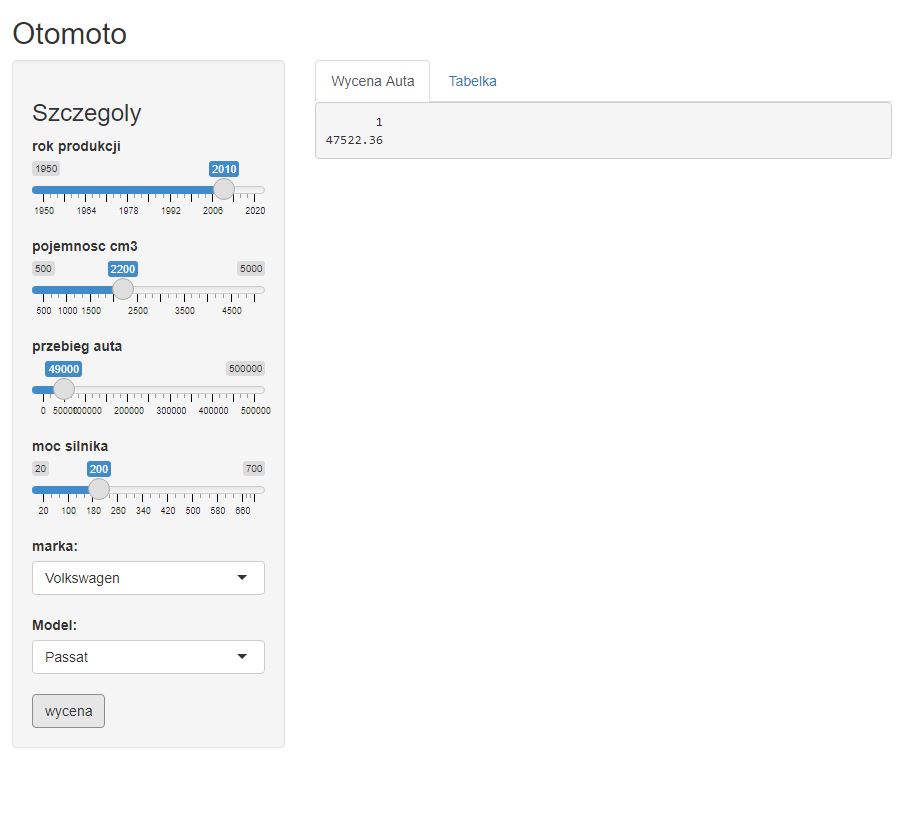 Otomoto
Szczegoly
rok produkcji
1950 2010
1950 1964 1978 1992 2006 2020
pojemnosc cm3
500 2200 5000
500 1000 1500 2500 3500 4500
przebieg auta
49000 500000
0 50000 100000 200000 300000 400000 500000
moc silnika
20 200 700
20 100 180 260 340 420 500 580 660
marka:
Volkswagen
Model:
Passat
wycena
Wycena Auta Tabelka
1
47522.36